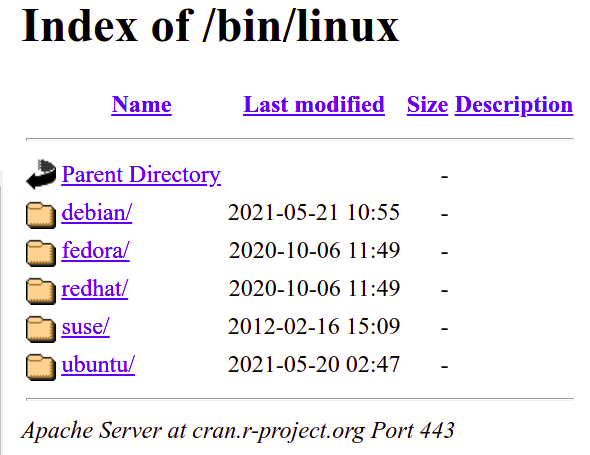 Index of /bin/linux
Name Last modified Size Description
Parent Directory -
debian/ 2021-05-21 10:55 -
fedora/ 2020-10-06 11:49 -
redhat/ 2020-10-06 11:49 -
suse/ 2012-02-16 15:09 -
ubuntu/ 2021-05-20 02:47 -
Apache Server at cran.r-project.org Port 443